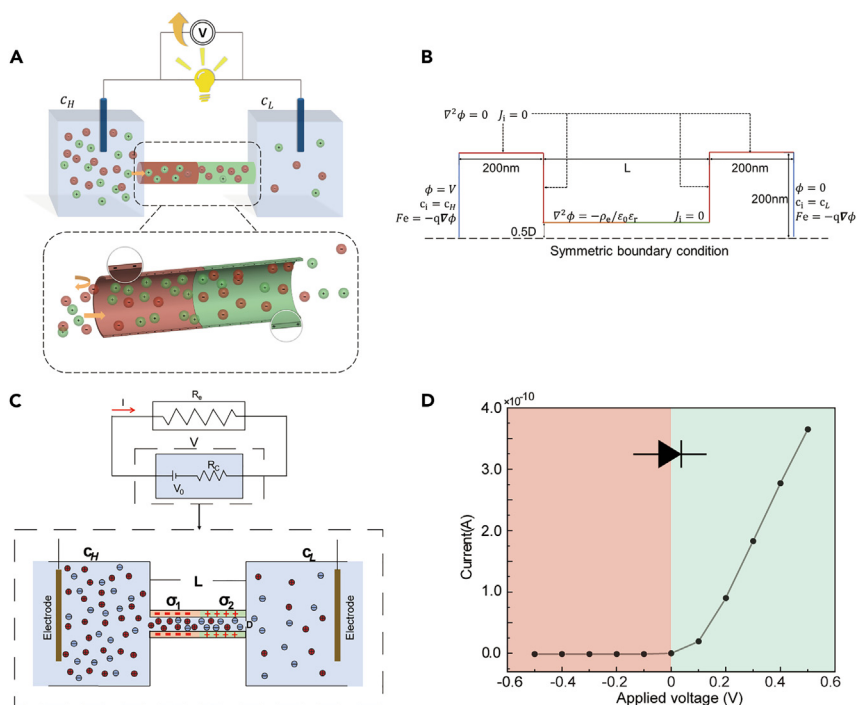 A
V
c_H
c_L
B
∇²ϕ=0 J_i=0
200nm
L
200nm
ϕ = V
c_i = c_H
Fe = −q∇ϕ
200nm
ϕ = 0
c_i = c_L
Fe = −q∇ϕ
∇²ϕ=−ρ_e/ε_0ε_r J_i=0
0.5D
Symmetric boundary condition
C
I
R_e
V
R_C
V_0
c_H
c_L
L
σ_1
σ_2
D
Electrode
Electrode
D
×10⁻¹⁰
4.0
3.0
2.0
1.0
0.0
Current(A)
-0.6
-0.4
-0.2
0
0.2
0.4
0.6
Applied voltage (V)